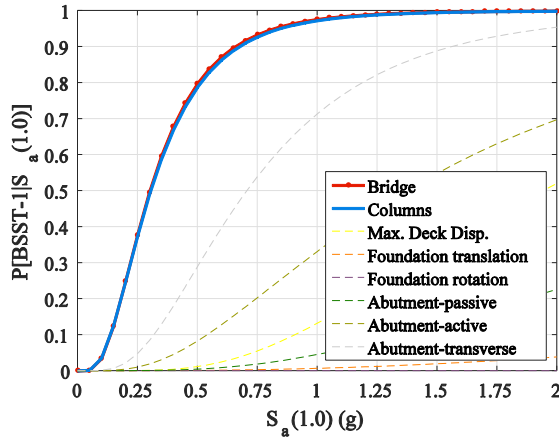 1
0.9
0.8
0.7
0.6
0.5
0.4
0.3
0.2
0.1
0
P[BSST-1|S_a(1.0)]
Bridge
Columns
Max. Deck Disp.
Foundation translation
Foundation rotation
Abutment-passive
Abutment-active
Abutment-transverse
0 0.25 0.5 0.75 1 1.25 1.5 1.75 2
S_a(1.0) (g)